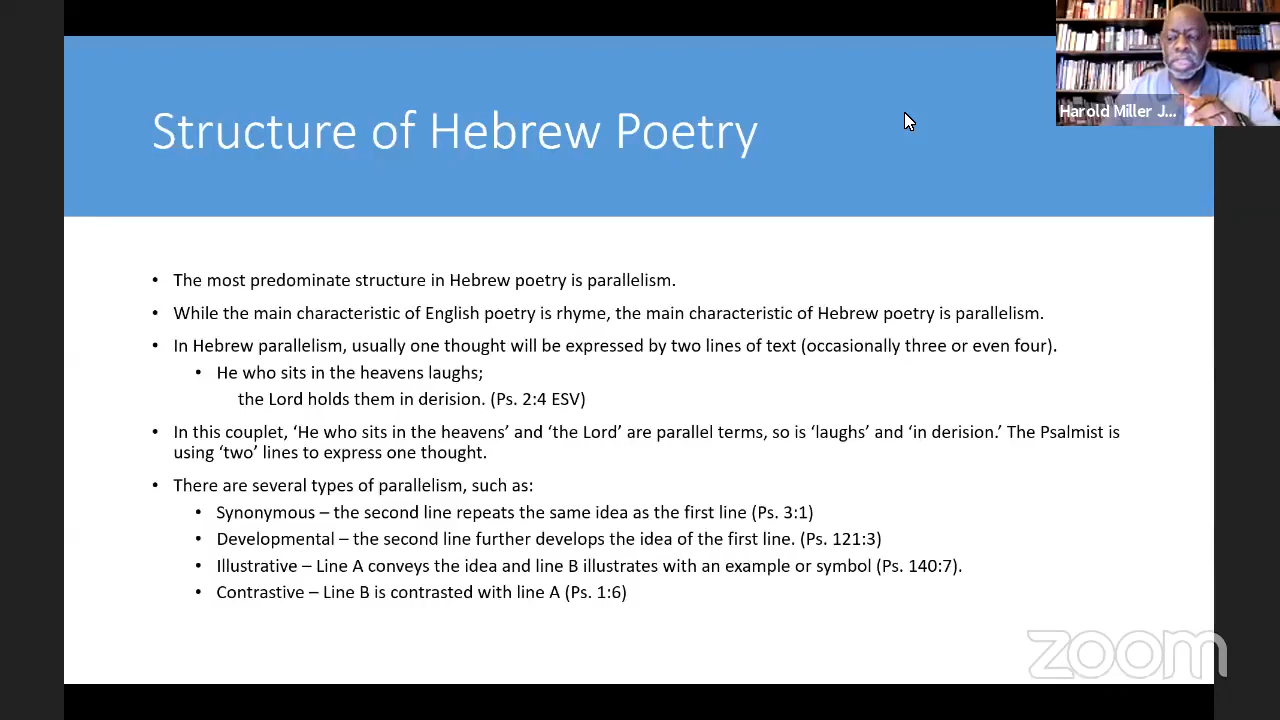 Structure of Hebrew Poetry
Harold Miller J...
• The most predominate structure in Hebrew poetry is parallelism.
• While the main characteristic of English poetry is rhyme, the main characteristic of Hebrew poetry is parallelism.
• In Hebrew parallelism, usually one thought will be expressed by two lines of text (occasionally three or even four).
• He who sits in the heavens laughs;
the Lord holds them in derision. (Ps. 2:4 ESV)
• In this couplet, ‘He who sits in the heavens’ and ‘the Lord’ are parallel terms, so is ‘laughs’ and ‘in derision.’ The Psalmist is
using ‘two’ lines to express one thought.
• There are several types of parallelism, such as:
• Synonymous – the second line repeats the same idea as the first line (Ps. 3:1)
• Developmental – the second line further develops the idea of the first line. (Ps. 121:3)
• Illustrative – Line A conveys the idea and line B illustrates with an example or symbol (Ps. 140:7).
• Contrastive – Line B is contrasted with line A (Ps. 1:6)
zoom